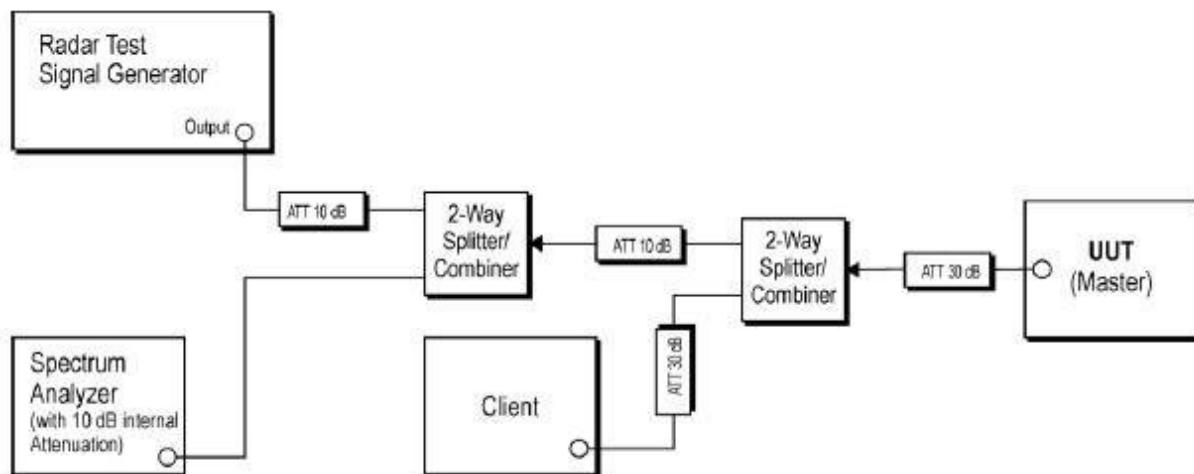 Radar Test
Signal Generator
Output
ATT 10 dB
2-Way
Splitter/
Combiner
ATT 10 dB
2-Way
Splitter/
Combiner
ATT 30 dB
UUT
(Master)
ATT 30 dB
Spectrum
Analyzer
(with 10 dB internal
Attenuation)
Client